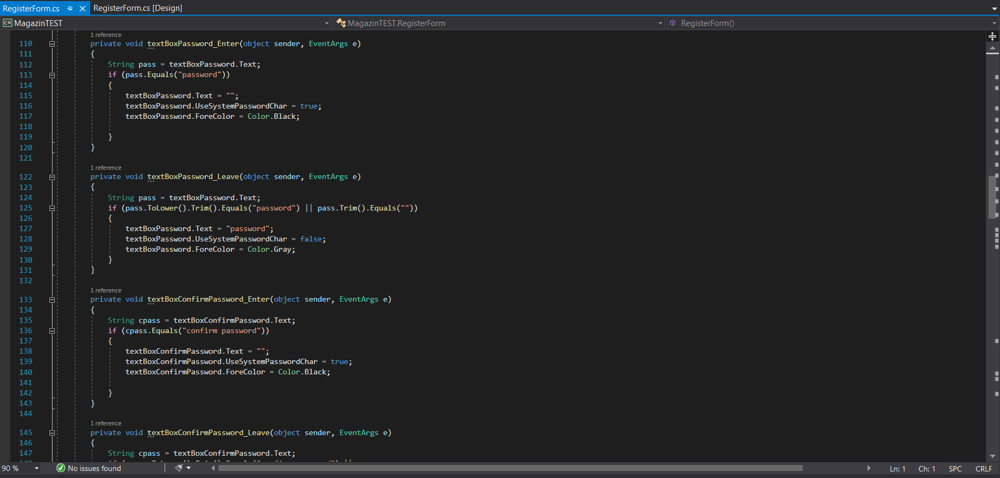 RegisterForm.cs RegisterForm.cs [Design]
C# MagazinTEST MagazinTEST.RegisterForm RegisterForm()
1 reference
110 private void textBoxPassword_Enter(object sender, EventArgs e)
111 {
112 String pass = textBoxPassword.Text;
113 if (pass.Equals("password"))
114 {
115 textBoxPassword.Text = "";
116 textBoxPassword.UseSystemPasswordChar = true;
117 textBoxPassword.ForeColor = Color.Black;
118
119 }
120 }
121
1 reference
122 private void textBoxPassword_Leave(object sender, EventArgs e)
123 {
124 String pass = textBoxPassword.Text;
125 if (pass.ToLower().Trim().Equals("password") || pass.Trim().Equals(""))
126 {
127 textBoxPassword.Text = "password";
128 textBoxPassword.UseSystemPasswordChar = false;
129 textBoxPassword.ForeColor = Color.Gray;
130 }
131 }
132
1 reference
133 private void textBoxConfirmPassword_Enter(object sender, EventArgs e)
134 {
135 String cpass = textBoxConfirmPassword.Text;
136 if (cpass.Equals("confirm password"))
137 {
138 textBoxConfirmPassword.Text = "";
139 textBoxConfirmPassword.UseSystemPasswordChar = true;
140 textBoxConfirmPassword.ForeColor = Color.Black;
141
142 }
143 }
144
1 reference
145 private void textBoxConfirmPassword_Leave(object sender, EventArgs e)
146 {
147 String cpass = textBoxConfirmPassword.Text;
90 % No issues found Ln: 1 Ch: 1 SPC CRLF